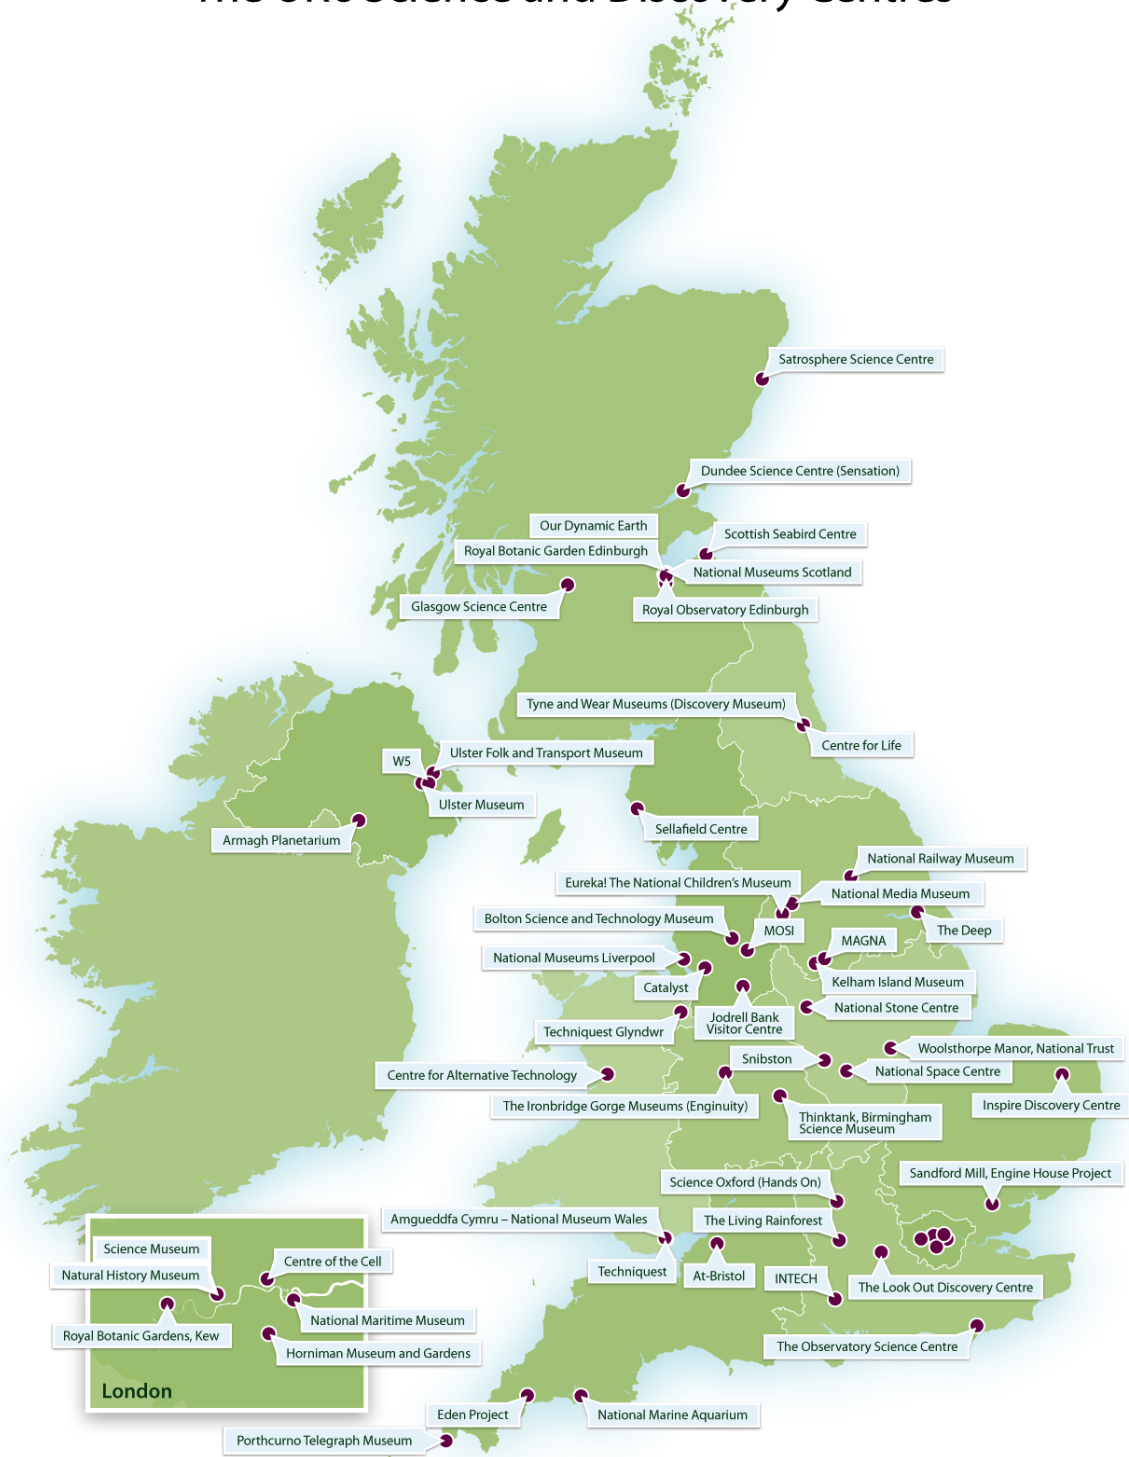 The UKs Science and Discovery Centres
Satrosphere Science Centre
Dundee Science Centre (Sensation)
Our Dynamic Earth
Scottish Seabird Centre
Royal Botanic Garden Edinburgh
National Museums Scotland
Glasgow Science Centre
Royal Observatory Edinburgh
Tyne and Wear Museums (Discovery Museum)
Centre for Life
Ulster Folk and Transport Museum
W5
Ulster Museum
Sellafield Centre
Armagh Planetarium
National Railway Museum
Eureka! The National Children's Museum
National Media Museum
Bolton Science and Technology Museum
MOSI
The Deep
MAGNA
National Museums Liverpool
Kelham Island Museum
Catalyst
National Stone Centre
Jodrell Bank
Visitor Centre
Techniquest Glyndwr
Woolsthorpe Manor, National Trust
Snibston
National Space Centre
Centre for Alternative Technology
The Ironbridge Gorge Museums (Enginuity)
Inspire Discovery Centre
Thinktank, Birmingham
Science Museum
Sandford Mill, Engine House Project
Science Oxford (Hands On)
Amgueddfa Cymru – National Museum Wales
The Living Rainforest
Techniquest
At-Bristol
INTECH
The Look Out Discovery Centre
The Observatory Science Centre
Science Museum
Centre of the Cell
Natural History Museum
National Maritime Museum
Royal Botanic Gardens, Kew
Horniman Museum and Gardens
London
Eden Project
National Marine Aquarium
Porthcurno Telegraph Museum